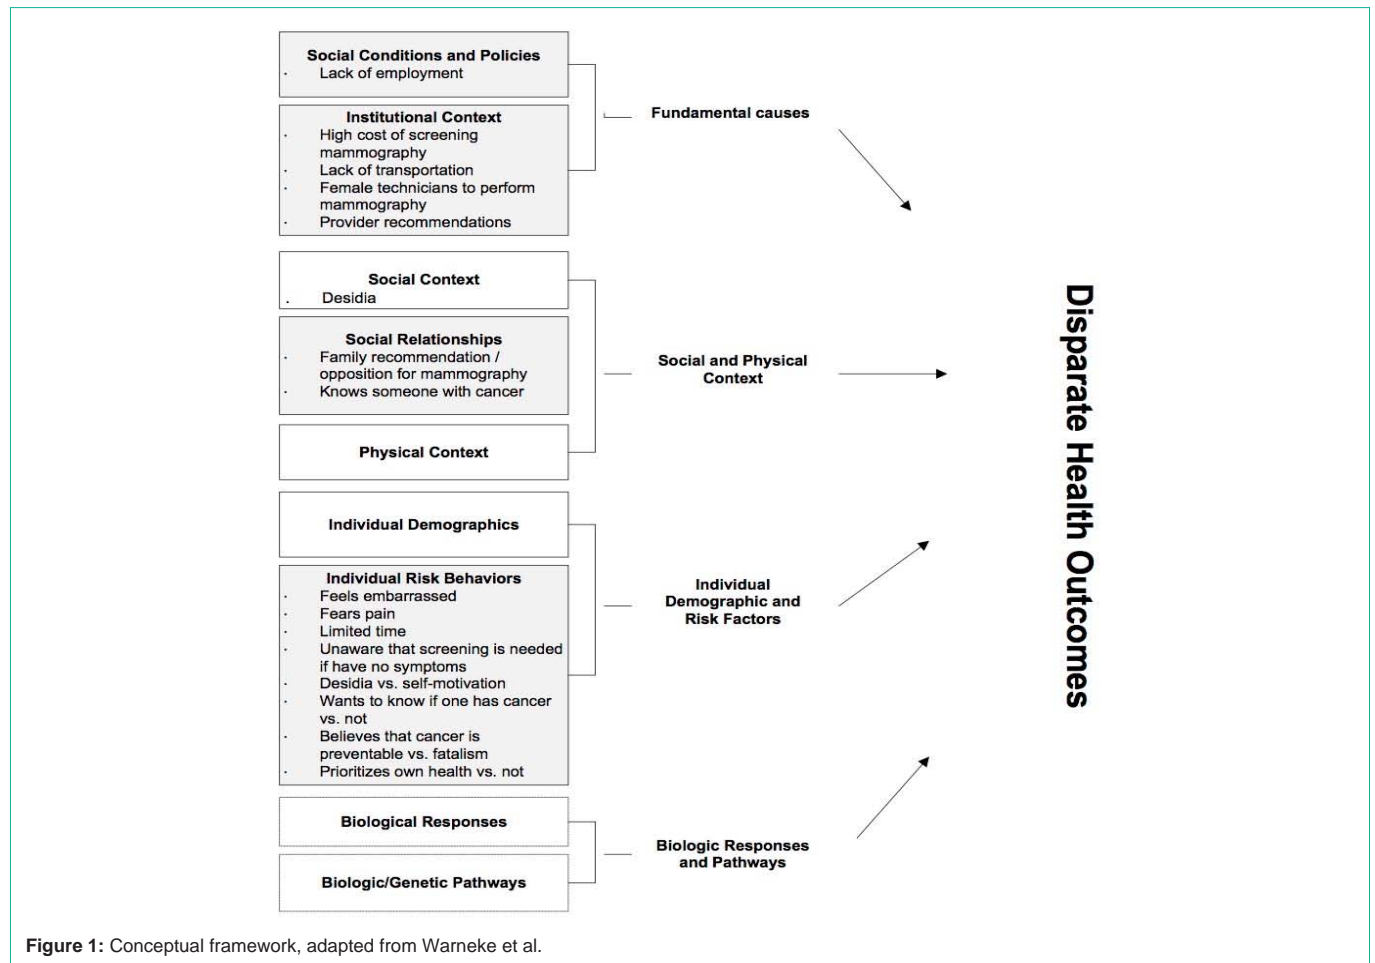 Social Conditions and Policies
· Lack of employment
Institutional Context
· High cost of screening
mammography
· Lack of transportation
· Female technicians to perform
mammography
· Provider recommendations
Fundamental causes
Social Context
. Desidia
Social Relationships
· Family recommendation /
opposition for mammography
· Knows someone with cancer
Physical Context
Social and Physical
Context
Individual Demographics
Individual Risk Behaviors
· Feels embarrassed
· Fears pain
· Limited time
· Unaware that screening is needed
if have no symptoms
· Desidia vs. self-motivation
· Wants to know if one has cancer
vs. not
· Believes that cancer is
preventable vs. fatalism
· Prioritizes own health vs. not
Individual
Demographic and
Risk Factors
Biological Responses
Biologic/Genetic Pathways
Biologic Responses
and Pathways
Disparate Health Outcomes
Figure 1: Conceptual framework, adapted from Warneke et al.